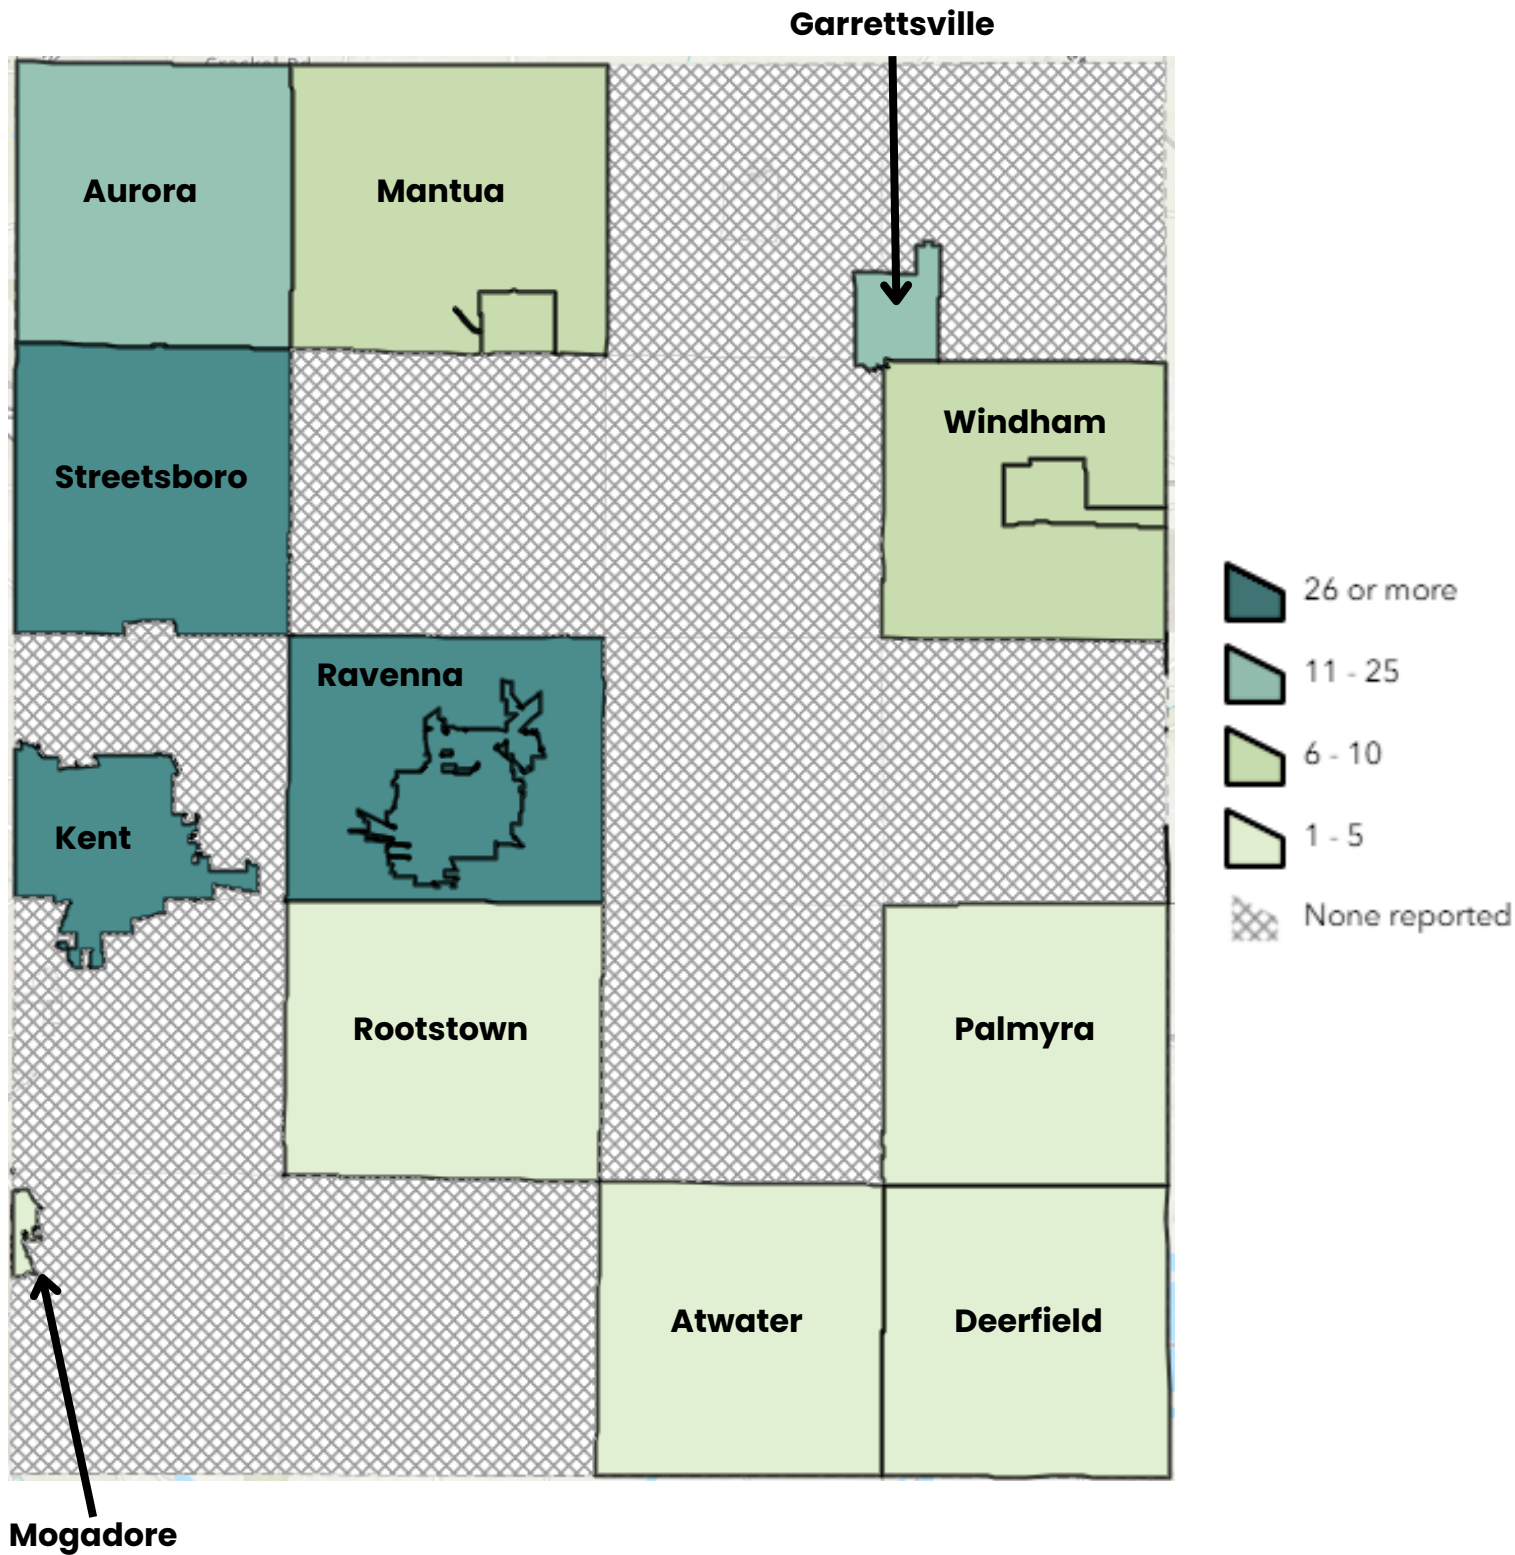 Garrettsville
Aurora
Mantua
Windham
Streetsboro
26 or more
Ravenna
11 - 25
6 - 10
Kent
1 - 5
None reported
Rootstown
Palmyra
Atwater
Deerfield
Mogadore